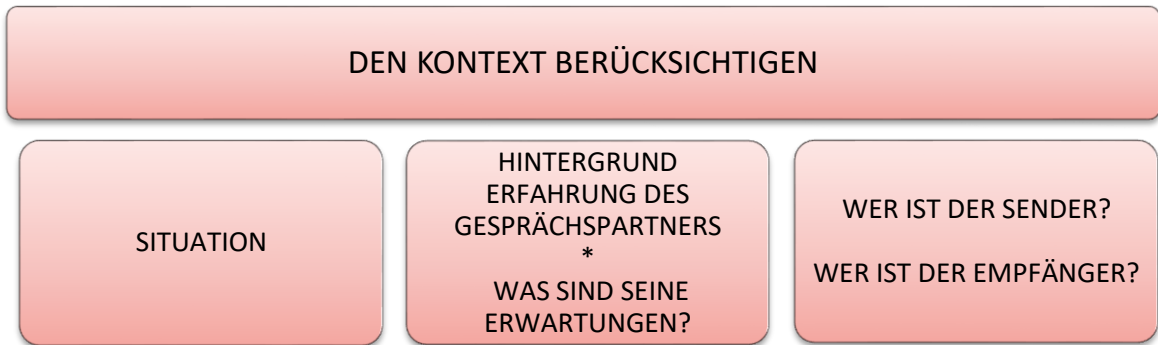 DEN KONTEXT BERÜCKSICHTIGEN
SITUATION
HINTERGRUND
ERFAHRUNG DES
GESPRÄCHSPARTNERS
*
WAS SIND SEINE
ERWARTUNGEN?
WER IST DER SENDER?
WER IST DER EMPFÄNGER?